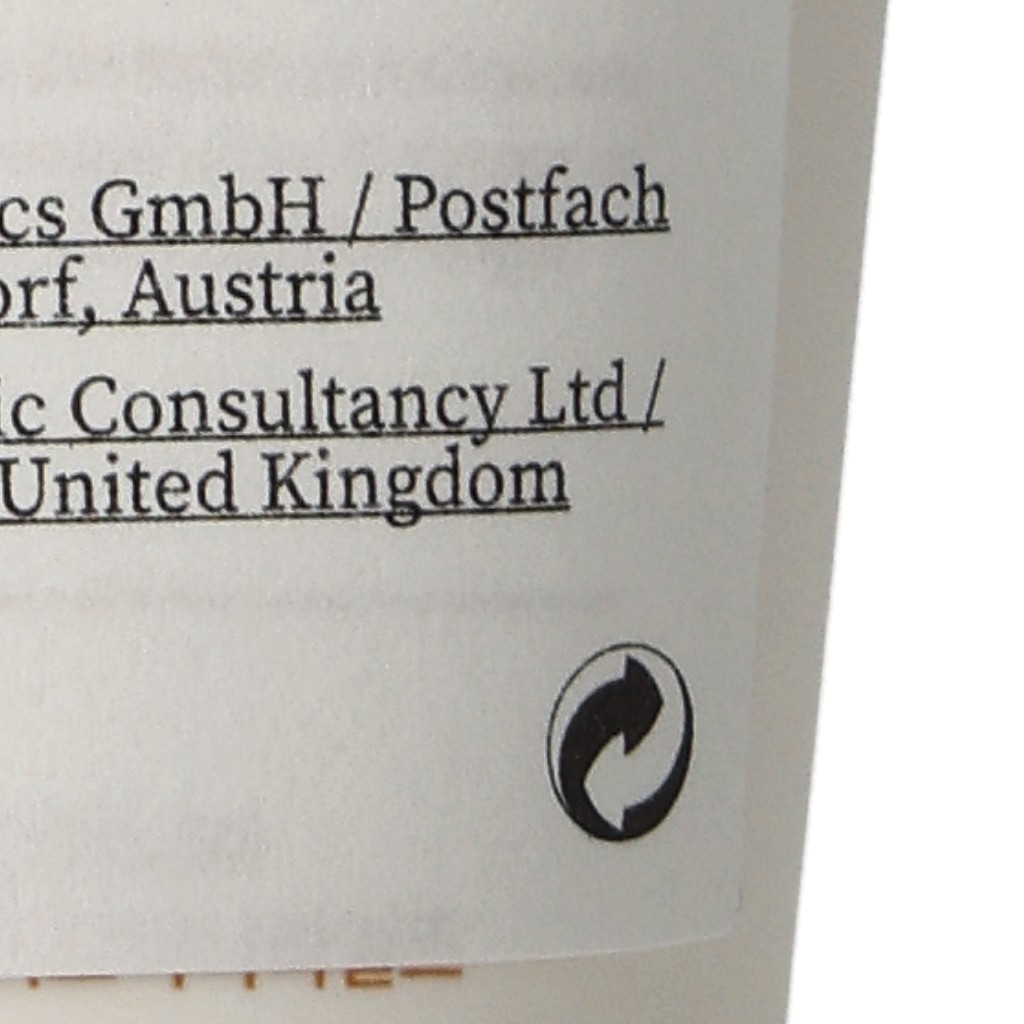 cs GmbH / Postfach
orf, Austria
ic Consultancy Ltd /
United Kingdom